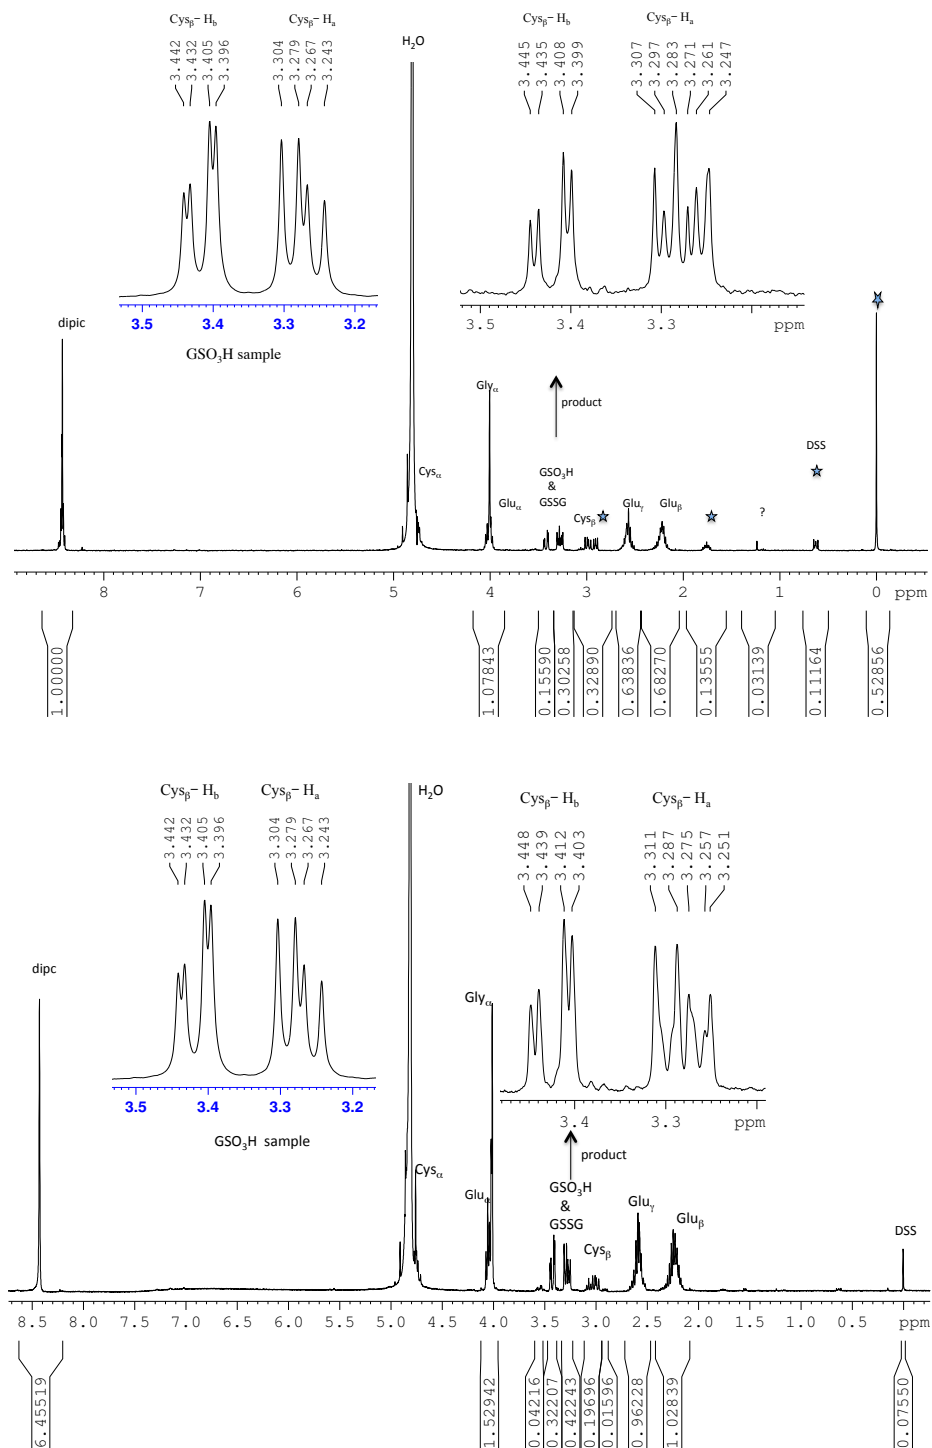 Cysβ– Hb
Cysβ– Ha
3.442
3.432
3.405
3.396
3.304
3.279
3.267
3.243
H2O
Cysβ– Hb
Cysβ– Ha
3.445
3.435
3.408
3.399
3.307
3.297
3.283
3.271
3.261
3.247
3.5 3.4 3.3 3.2
GSO3H sample
3.5 3.4 3.3 ppm
dipic
Cysα
Glyα
Gluα
product
GSO3H
&
GSSG
Cysβ
Gluγ
Gluβ
?
DSS
8 7 6 5 4 3 2 1 0 ppm
1.00000
1.07843
0.15590
0.30258
0.32890
0.63836
0.68270
0.13555
0.03139
0.11164
0.52856
Cysβ– Hb
Cysβ– Ha
3.442
3.432
3.405
3.396
3.304
3.279
3.267
3.243
H2O
Cysβ– Hb
Cysβ– Ha
3.448
3.439
3.412
3.403
3.311
3.287
3.275
3.257
3.251
3.5 3.4 3.3 3.2
GSO3H sample
3.4 3.3 ppm
dipc
Cysα
Glyα
Gluα
product
GSO3H
&
GSSG
Cysβ
Gluγ
Gluβ
DSS
8.5 8.0 7.5 7.0 6.5 6.0 5.5 5.0 4.5 4.0 3.5 3.0 2.5 2.0 1.5 1.0 0.5 ppm
6.45519
1.52942
0.04216
0.32207
0.42243
0.19696
0.01596
0.96228
1.02839
0.07550